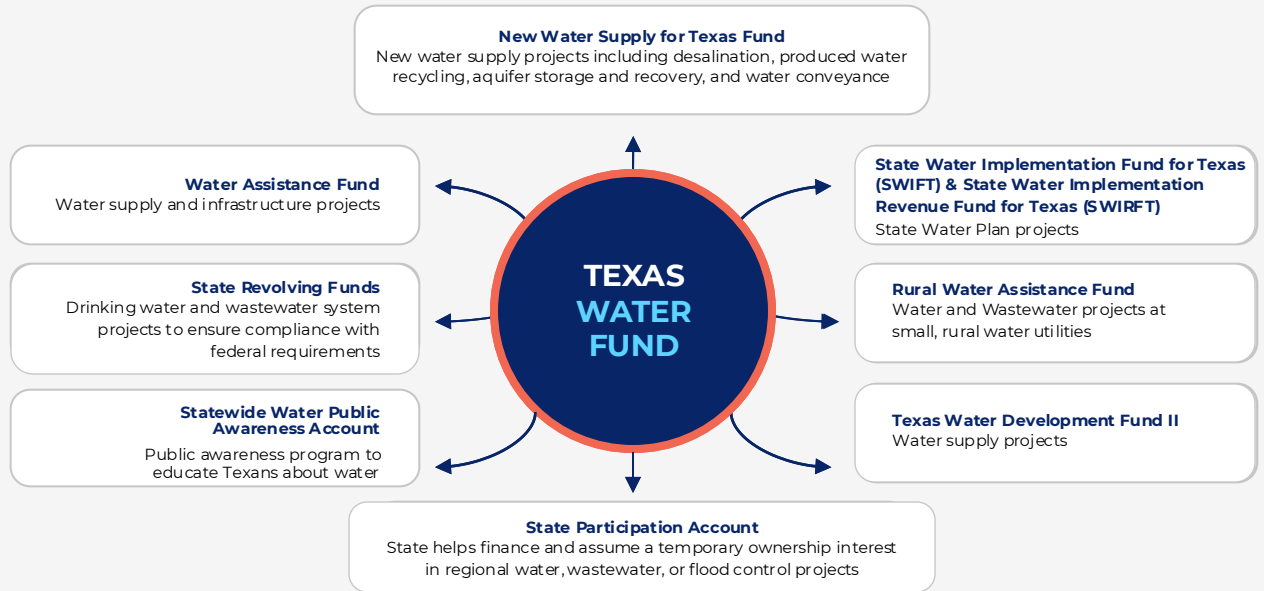 New Water Supply for Texas Fund
New water supply projects including desalination, produced water
recycling, aquifer storage and recovery, and water conveyance
Water Assistance Fund
Water supply and infrastructure projects
State Revolving Funds
Drinking water and wastewater system
projects to ensure compliance with
federal requirements
Statewide Water Public
Awareness Account
Public awareness program to
educate Texans about water
TEXAS
WATER
FUND
State Water Implementation Fund for Texas
(SWIFT) & State Water Implementation
Revenue Fund for Texas (SWIRFT)
State Water Plan projects
Rural Water Assistance Fund
Water and Wastewater projects at
small, rural water utilities
Texas Water Development Fund II
Water supply projects
State Participation Account
State helps finance and assume a temporary ownership interest
in regional water, wastewater, or flood control projects